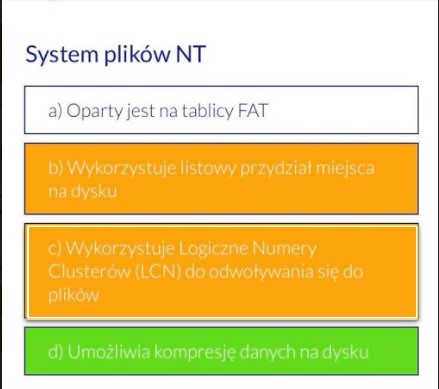 System plików NT
a) Oparty jest na tablicy FAT
b) Wykorzystuje listowy przydział miejsca
na dysku
c) Wykorzystuje Logiczne Numery
Clusterów (LCN) do odwoływania się do
plików
d) Umożliwia kompresję danych na dysku